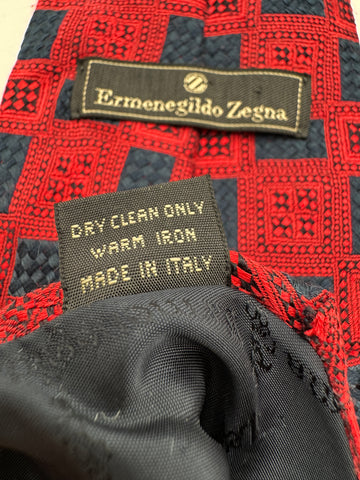 Ermenegildo Zegna
DRY CLEAN ONLY
WARM IRON
MADE IN ITALY